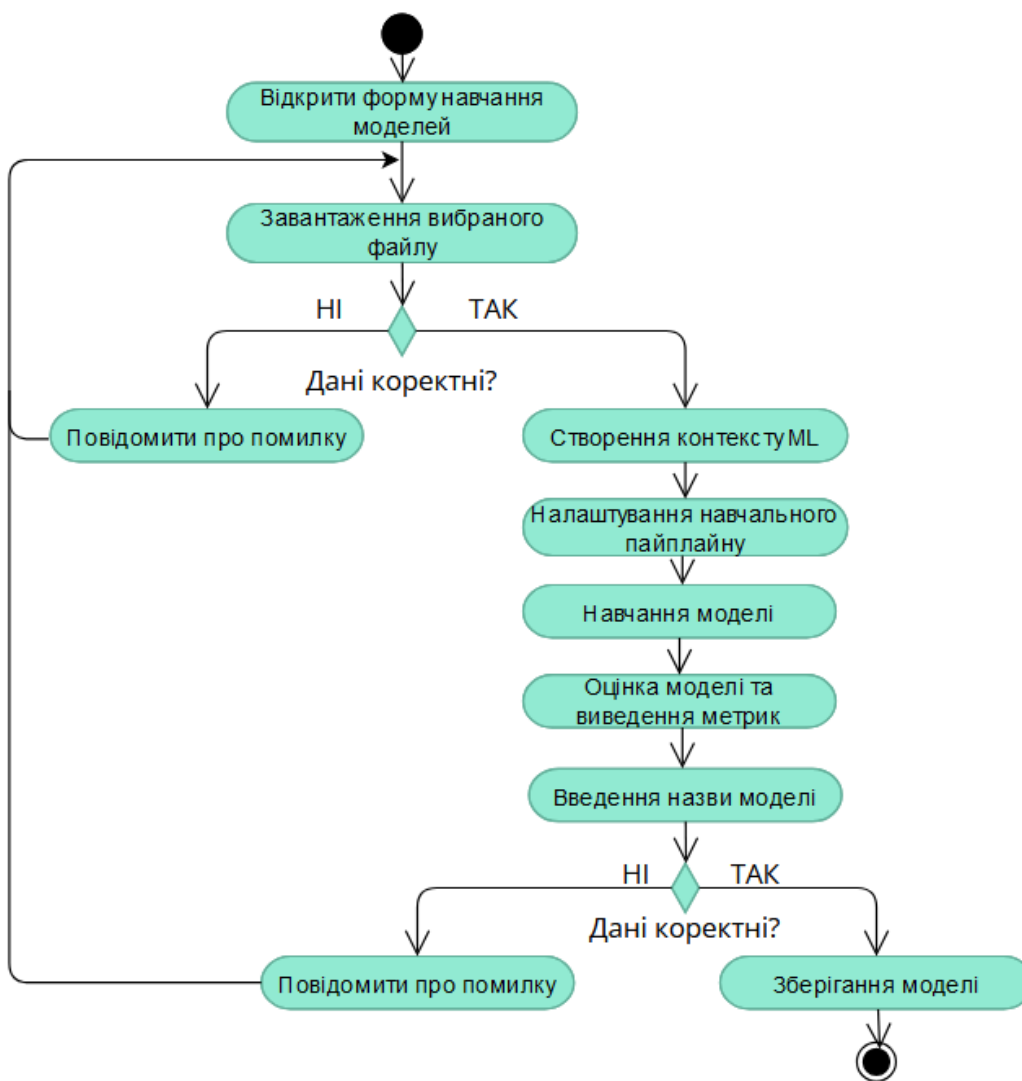 Відкрити форму навчання
моделей
Завантаження вибраного
файлу
НІ
ТАК
Дані коректні?
Повідомити про помилку
Створення контексту ML
Налаштування навчального
пайплайну
Навчання моделі
Оцінка моделі та
виведення метрик
Введення назви моделі
НІ
ТАК
Дані коректні?
Повідомити про помилку
Зберігання моделі